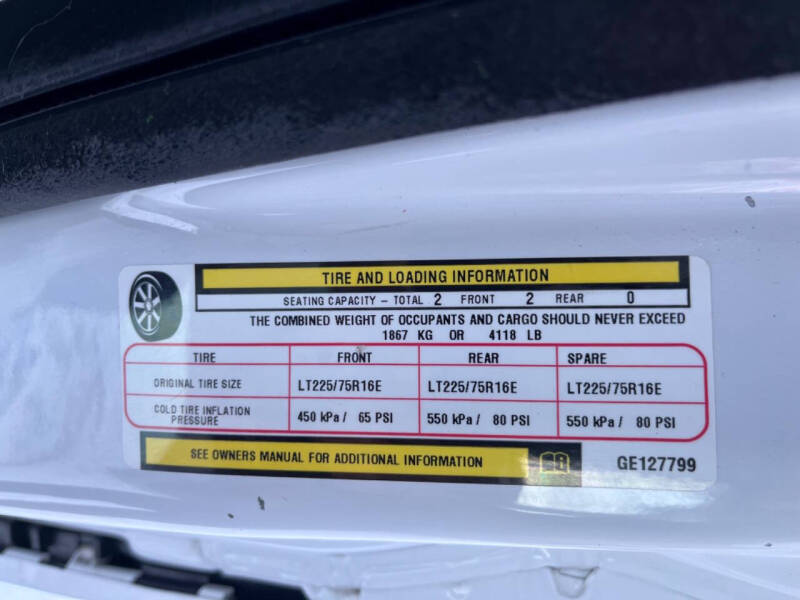 TIRE AND LOADING INFORMATION
SEATING CAPACITY – TOTAL 2 FRONT 2 REAR 0
THE COMBINED WEIGHT OF OCCUPANTS AND CARGO SHOULD NEVER EXCEED
1867 KG OR 4118 LB
TIRE FRONT REAR SPARE
ORIGINAL TIRE SIZE LT225/75R16E LT225/75R16E LT225/75R16E
COLD TIRE INFLATION
PRESSURE 450 kPa / 65 PSI 550 kPa / 80 PSI 550 kPa / 80 PSI
SEE OWNERS MANUAL FOR ADDITIONAL INFORMATION
GE127799